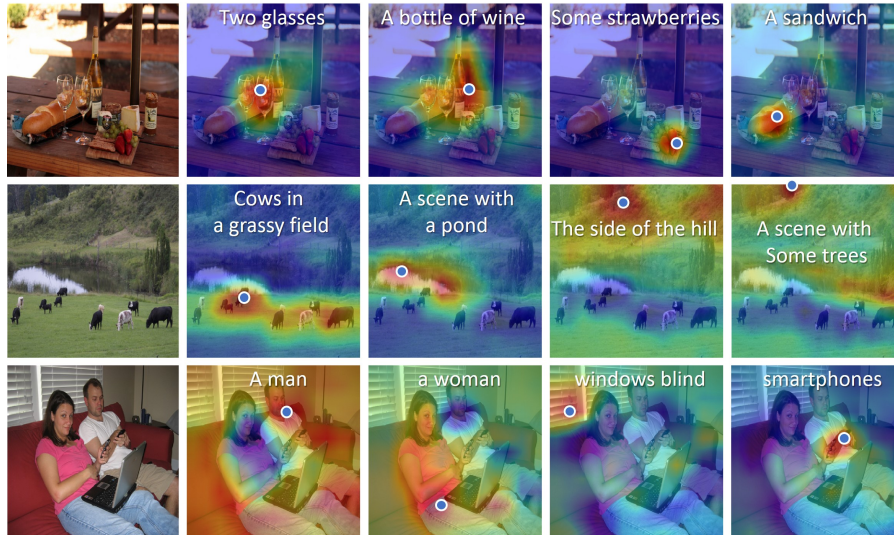 Two glasses
A bottle of wine
Some strawberries
A sandwich
Cows in
a grassy field
A scene with
a pond
The side of the hill
A scene with
Some trees
A man
a woman
windows blind
smartphones